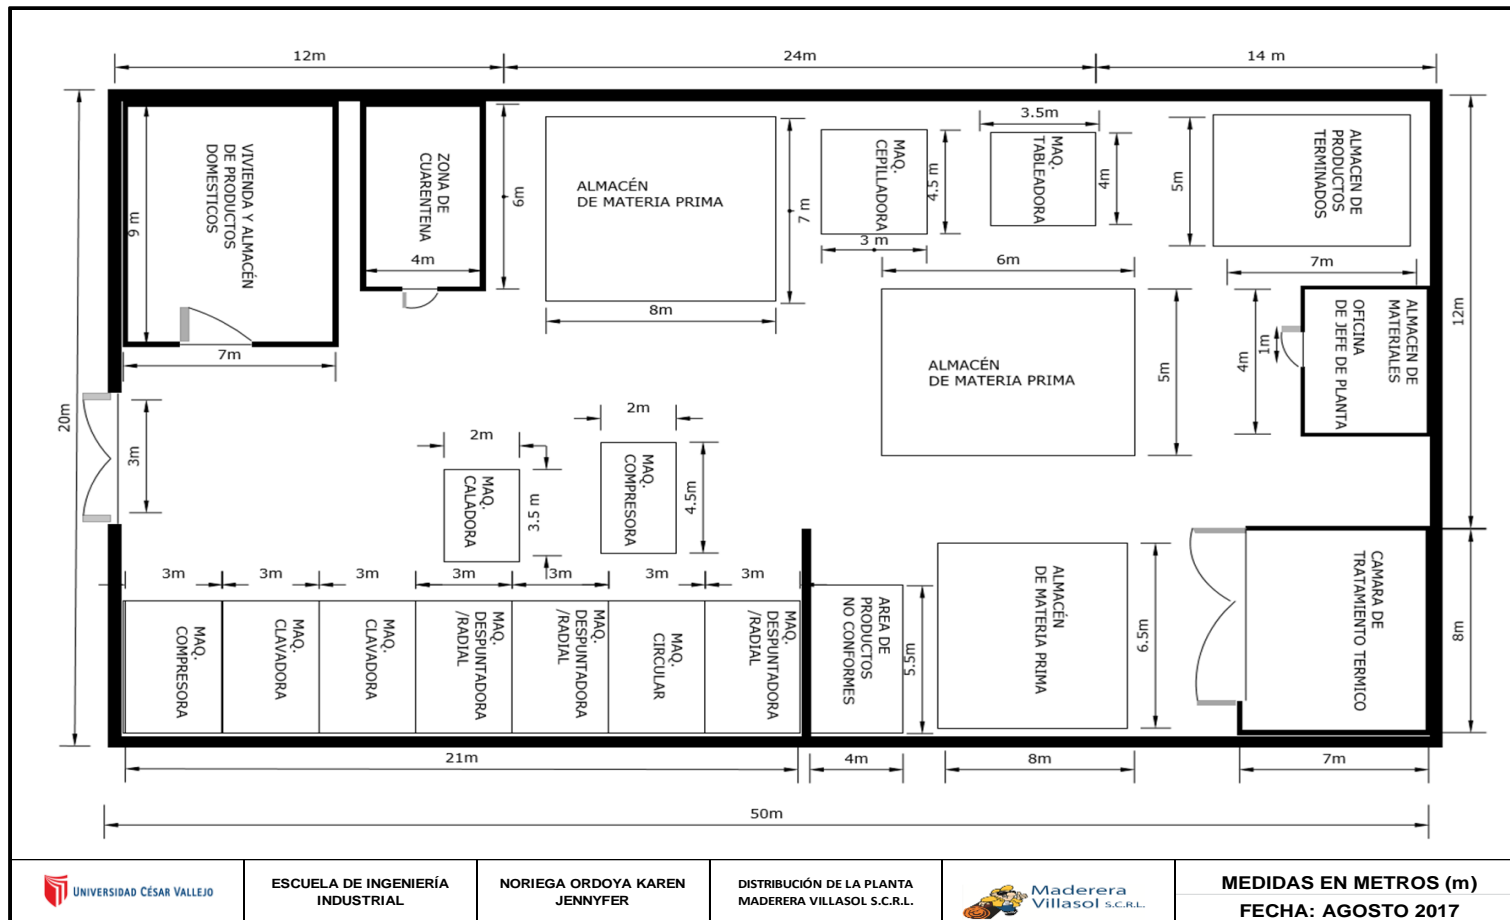 12m
24m
14 m
20m
VIVIENDA Y ALMACÉN
DE PRODUCTOS
DOMESTICOS
9 m
7m
ZONA DE
CUARENTENA
4m
6m
ALMACÉN
DE MATERIA PRIMA
7 m
8m
MAQ.
CEPILLADORA
4.5 m
3 m
3.5m
MAQ.
TABLEADORA
4m
ALMACEN DE
PRODUCTOS
TERMINADOS
5m
7m
12m
6m
ALMACÉN
DE MATERIA PRIMA
5m
ALMACEN DE
MATERIALES
OFICINA
DE JEFE DE PLANTA
4m
1m
3m
2m
MAQ.
CALADORA
3.5 m
2m
MAQ.
COMPRESORA
4.5m
3m
3m
3m
3m
3m
3m
3m
MAQ.
COMPRESORA
MAQ.
CLAVADORA
MAQ.
CLAVADORA
MAQ.
DESPUNTADORA
/RADIAL
MAQ.
DESPUNTADORA
/RADIAL
MAQ.
CIRCULAR
MAQ.
DESPUNTADORA
/RADIAL
AREA DE
PRODUCTOS
NO CONFORMES
5.5m
ALMACÉN
DE MATERIA PRIMA
6.5m
CAMARA DE
TRATAMIENTO TERMICO
8m
21m
4m
8m
7m
50m
UNIVERSIDAD CÉSAR VALLEJO
ESCUELA DE INGENIERÍA
INDUSTRIAL
NORIEGA ORDOYA KAREN
JENNYFER
DISTRIBUCIÓN DE LA PLANTA
MADERERA VILLASOL S.C.R.L.
Maderera
Villasol S.C.R.L.
MEDIDAS EN METROS (m)
FECHA: AGOSTO 2017